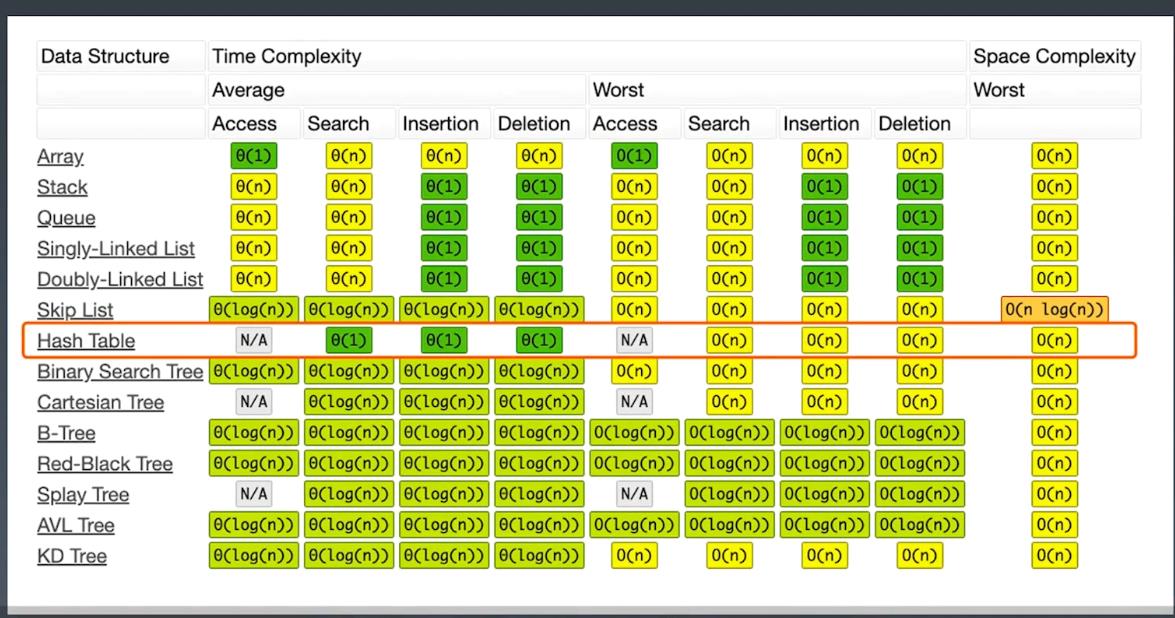 Data Structure Time Complexity Space Complexity
Average Worst Worst
Access Search Insertion Deletion Access Search Insertion Deletion
Array θ(1) θ(n) θ(n) θ(n) O(1) O(n) O(n) O(n) O(n)
Stack θ(n) θ(n) θ(1) θ(1) O(n) O(n) O(1) O(1) O(n)
Queue θ(n) θ(n) θ(1) θ(1) O(n) O(n) O(1) O(1) O(n)
Singly-Linked List θ(n) θ(n) θ(1) θ(1) O(n) O(n) O(1) O(1) O(n)
Doubly-Linked List θ(n) θ(n) θ(1) θ(1) O(n) O(n) O(1) O(1) O(n)
Skip List θ(log(n)) θ(log(n)) θ(log(n)) θ(log(n)) O(n) O(n) O(n) O(n) O(n log(n))
Hash Table N/A θ(1) θ(1) θ(1) N/A O(n) O(n) O(n) O(n)
Binary Search Tree θ(log(n)) θ(log(n)) θ(log(n)) θ(log(n)) O(n) O(n) O(n) O(n) O(n)
Cartesian Tree N/A θ(log(n)) θ(log(n)) θ(log(n)) N/A O(n) O(n) O(n) O(n)
B-Tree θ(log(n)) θ(log(n)) θ(log(n)) θ(log(n)) O(log(n)) O(log(n)) O(log(n)) O(log(n)) O(n)
Red-Black Tree θ(log(n)) θ(log(n)) θ(log(n)) θ(log(n)) O(log(n)) O(log(n)) O(log(n)) O(log(n)) O(n)
Splay Tree N/A θ(log(n)) θ(log(n)) θ(log(n)) N/A O(log(n)) O(log(n)) O(log(n)) O(n)
AVL Tree θ(log(n)) θ(log(n)) θ(log(n)) θ(log(n)) O(log(n)) O(log(n)) O(log(n)) O(log(n)) O(n)
KD Tree θ(log(n)) θ(log(n)) θ(log(n)) θ(log(n)) O(n) O(n) O(n) O(n) O(n)